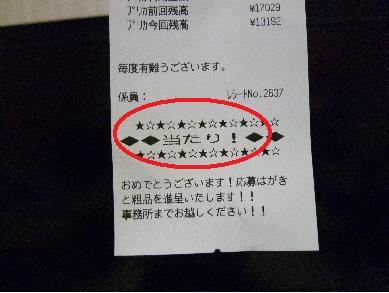 ﾌﾟﾘｶ前回残高 ¥17029
ﾌﾟﾘｶ今回残高 ¥13192
毎度有難うございます。
係員: ﾚｼｰﾄNo.2637
★☆★☆★☆★☆★☆★☆★☆
◆◆当たり!◆◆
★☆★☆★☆★☆★☆★☆★☆
おめでとうございます!応募はがき
と粗品を進呈いたします!!
事務所までお越しください!!